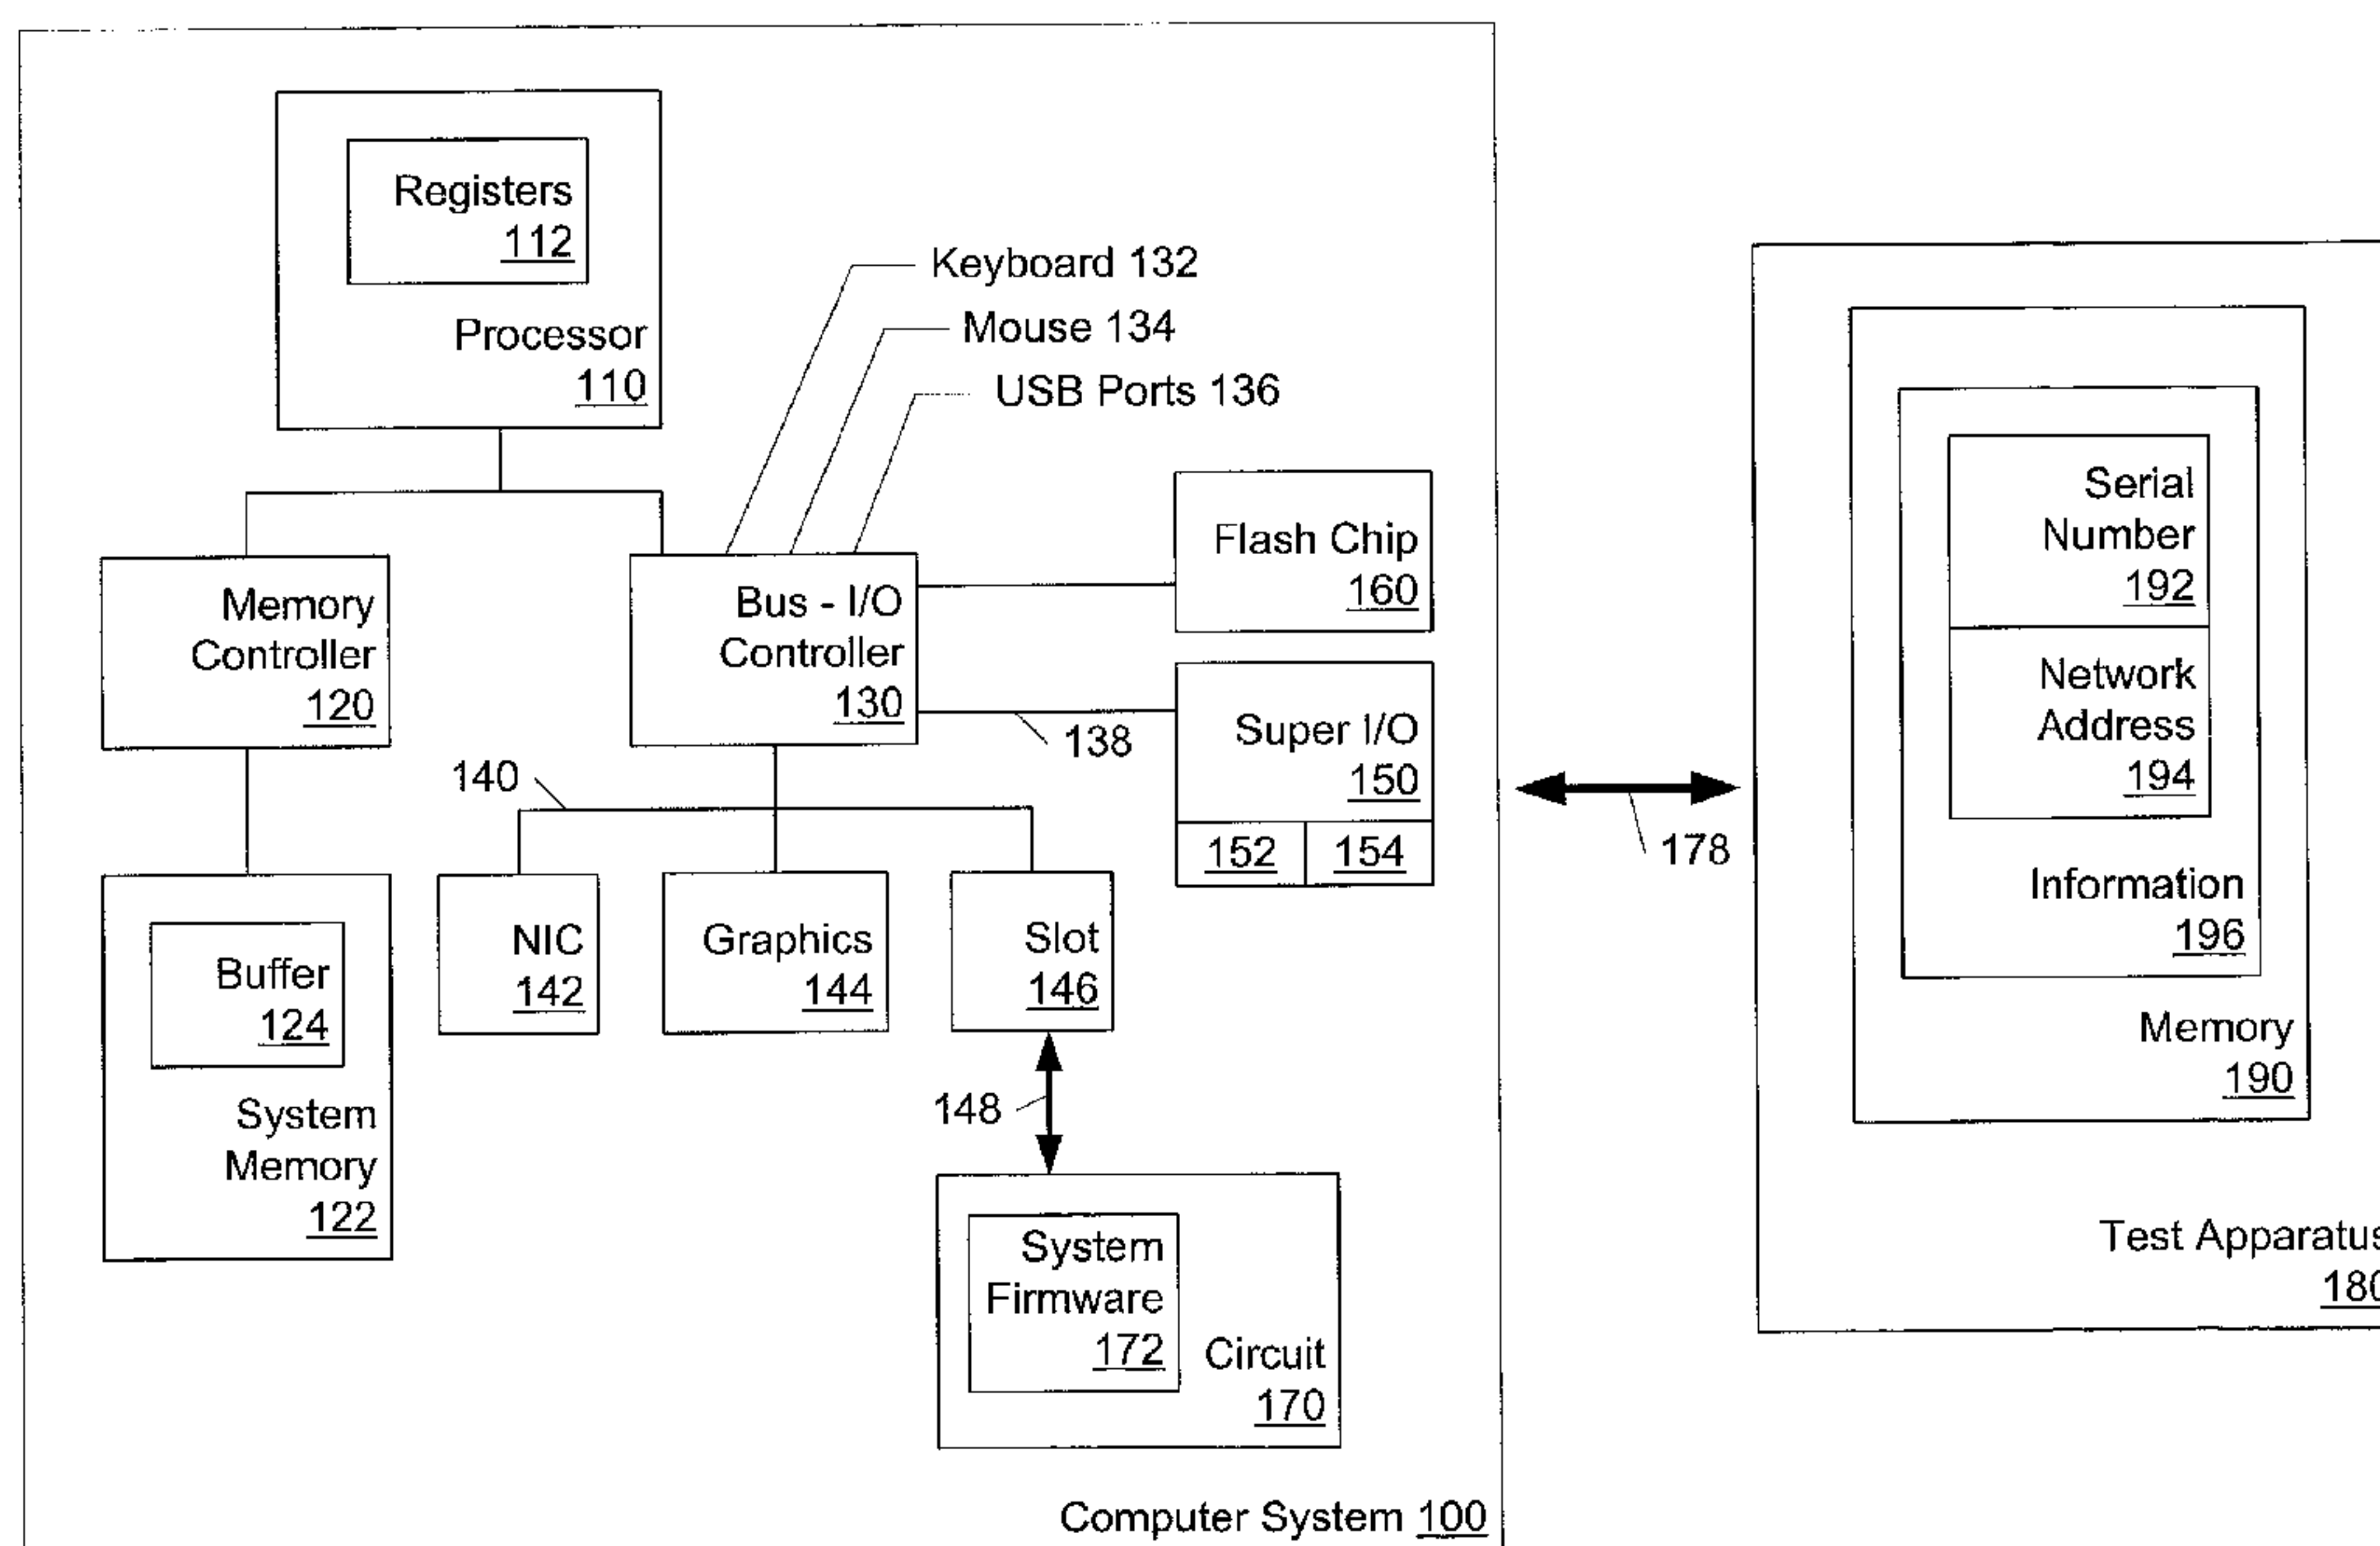 Registers
112
Processor
110
Keyboard 132
Mouse 134
USB Ports 136
Memory
Controller
120
Bus - I/O
Controller
130
Flash Chip
160
138
Super I/O
150
152
154
140
NIC
142
Graphics
144
Slot
146
Buffer
124
System
Memory
122
148
System
Firmware
172
Circuit
170
Computer System 100
178
Serial
Number
192
Network
Address
194
Information
196
Memory
190
Test Apparatus
180